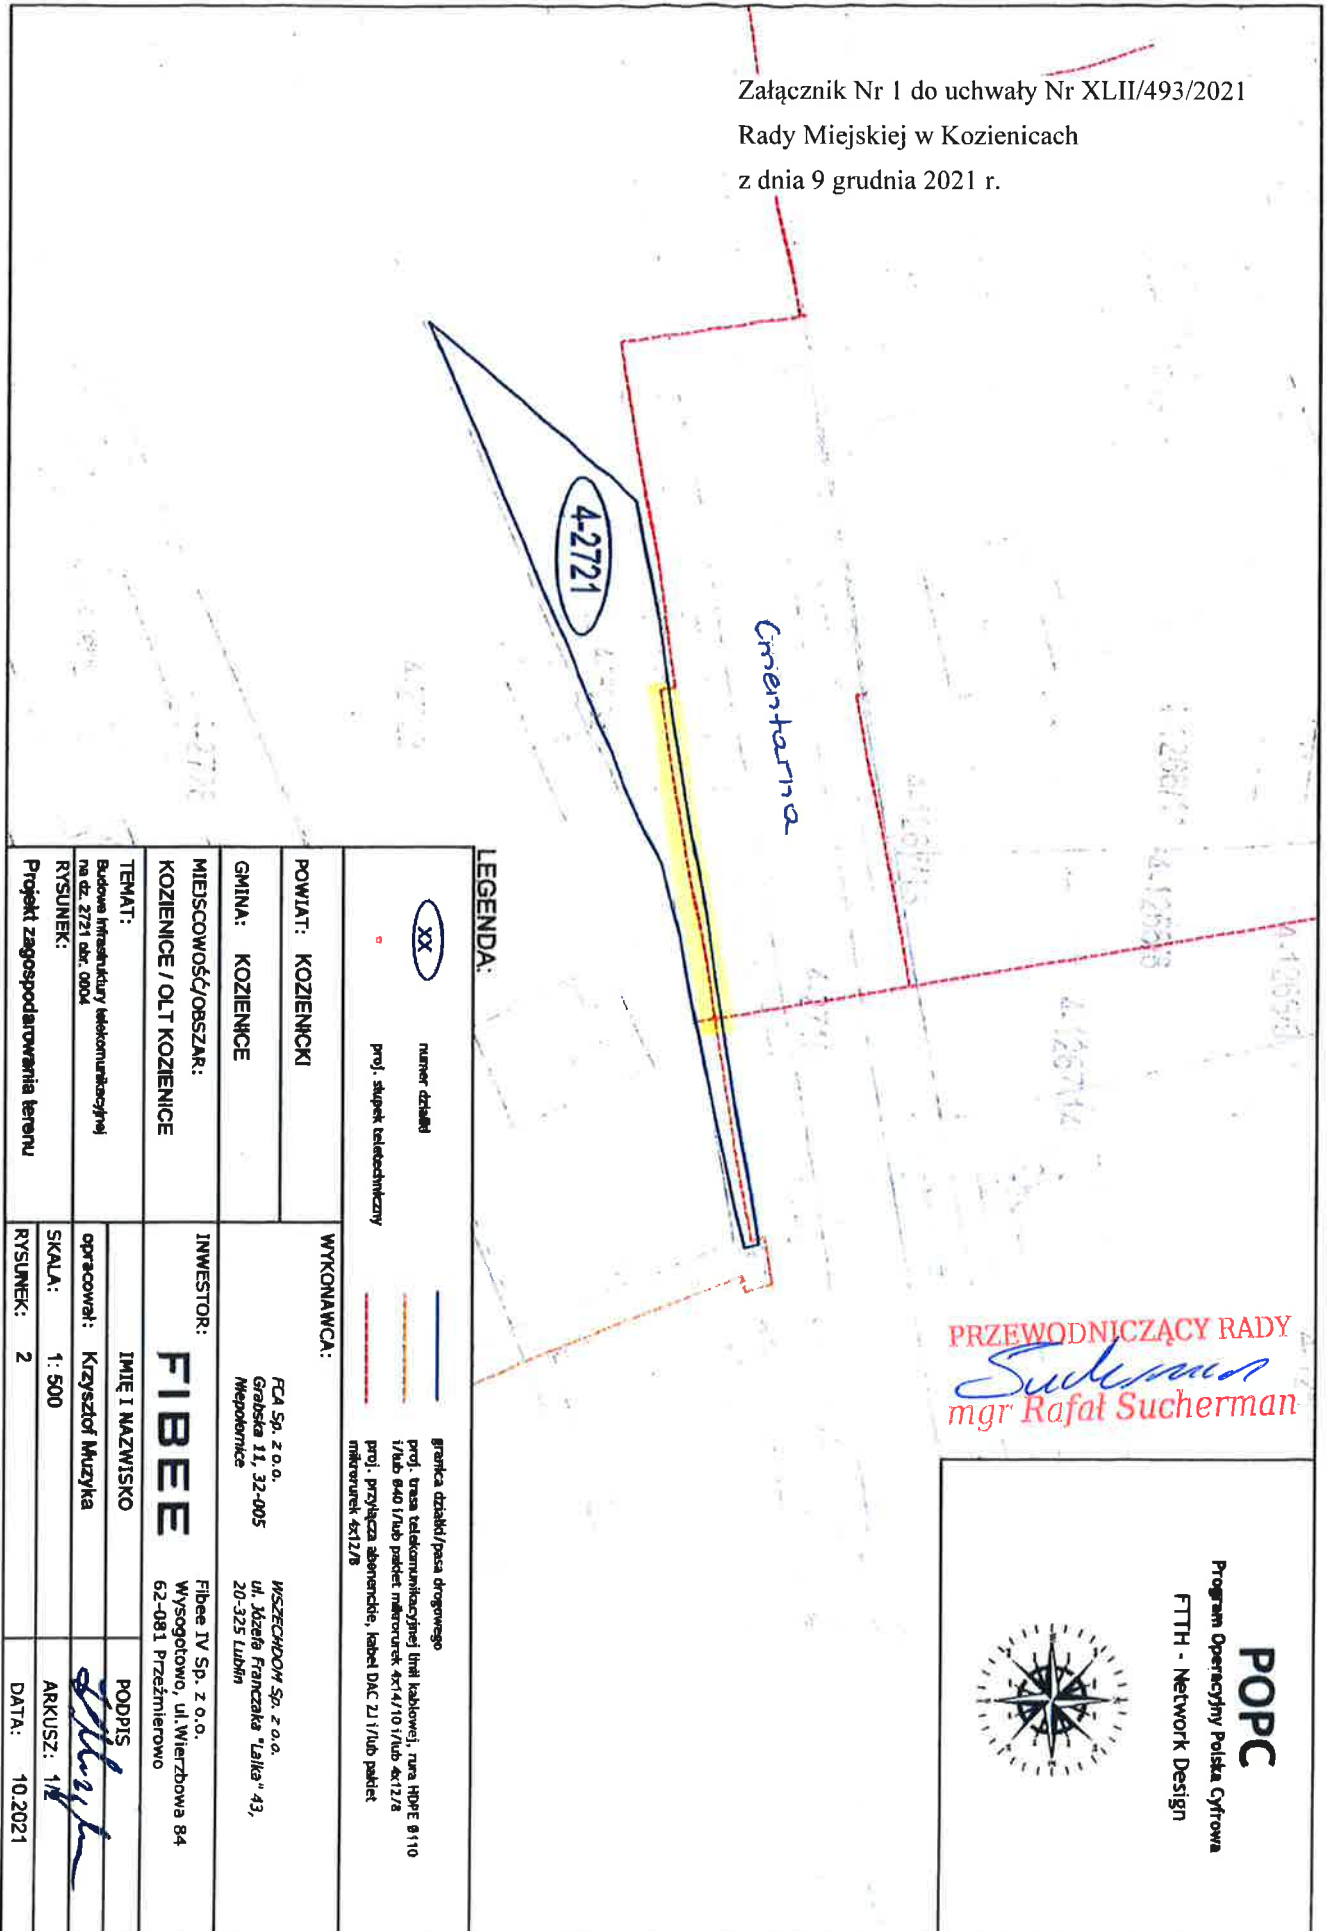 Załącznik Nr 1 do uchwały Nr XLII/493/2021
Rady Miejskiej w Kozienicach
z dnia 9 grudnia 2021 r.
4-2721
Cmentarna
PRZEWODNICZĄCY RADY
mgr Rafał Sucherman
POPC
Program Operacyjny Polska Cyfrowa
FTTH - Network Design
LEGENDA:
XX
numer działki
proj. słupek teletechniczny
granica działki/pasa drogowego
proj. trasa telekomunikacyjnej linii kablowej, rura HDPE Ø110
i/lub Ø40 i/lub pakiet mikrorurek 4x14/10 i/lub 4x12/8
proj. przyłącza abonenckie, kabel DAC 2J i/lub pakiet
mikrorurek 4x12/8
POWIAT: KOZIENICKI
GMINA: KOZIENICE
MIEJSCOWOŚĆ/OBSZAR:
KOZIENICE / OLT KOZIENICE
TEMAT:
Budowa infrastruktury telekomunikacyjnej
na dz. 2721 obr. 0004
RYSUNEK:
Projekt zagospodarowania terenu
WYKONAWCA:
FCA Sp. z o.o.
Grabska 11, 32-005
Niepołomice
WSZECHDOM Sp. z o.o.
ul. Józefa Franczaka "Lalka" 43,
20-325 Lublin
INWESTOR:
FIBEE
Fibee IV Sp. z o.o.
Wysogotowo, ul.Wierzbowa 84
62-081 Przeźmierowo
IMIĘ I NAZWISKO
PODPIS
opracował: Krzysztof Muzyka
SKALA: 1: 500
ARKUSZ: 1/2
RYSUNEK: 2
DATA: 10.2021